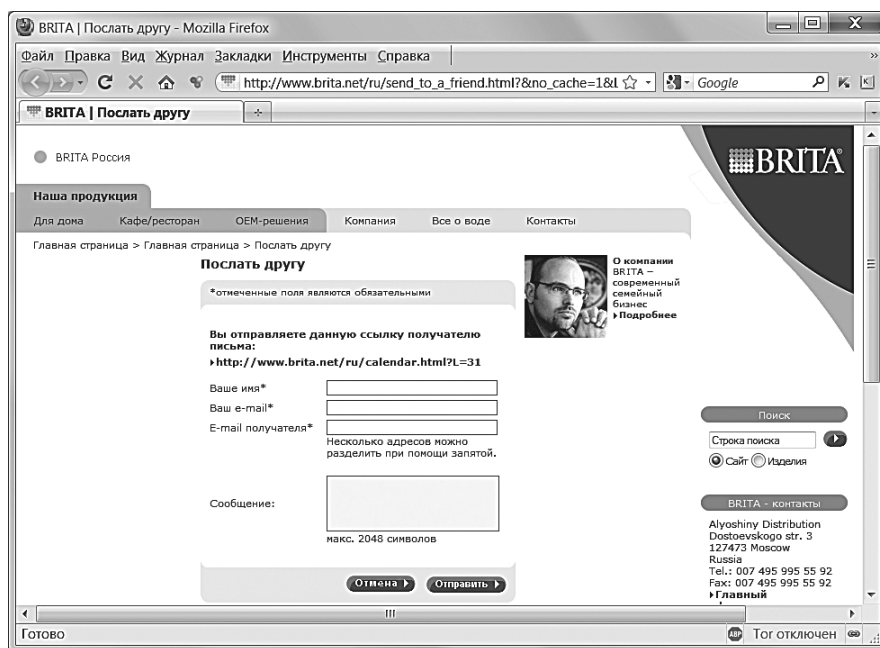 BRITA | Послать другу - Mozilla Firefox
Файл Правка Вид Журнал Закладки Инструменты Справка
http://www.brita.net/ru/send_to_a_friend.html?&no_cache=1&L
Google
BRITA | Послать другу
BRITA Россия
BRITA®
Наша продукция
Для дома Кафе/ресторан OEM-решения Компания Все о воде Контакты
Главная страница > Главная страница > Послать другу
Послать другу
*отмеченные поля являются обязательными
Вы отправляете данную ссылку получателю
письма:
http://www.brita.net/ru/calendar.html?L=31
Ваше имя*
Ваш e-mail*
E-mail получателя*
Несколько адресов можно
разделить при помощи запятой.
Сообщение:
макс. 2048 символов
Отмена Отправить
О компании
BRITA –
современный
семейный
бизнес
Подробнее
Поиск
Строка поиска
Сайт Изделия
BRITA - контакты
Alyoshiny Distribution
Dostoevskogo str. 3
127473 Moscow
Russia
Tel.: 007 495 995 55 92
Fax: 007 495 995 55 92
Главный
Готово
ABP Tor отключен